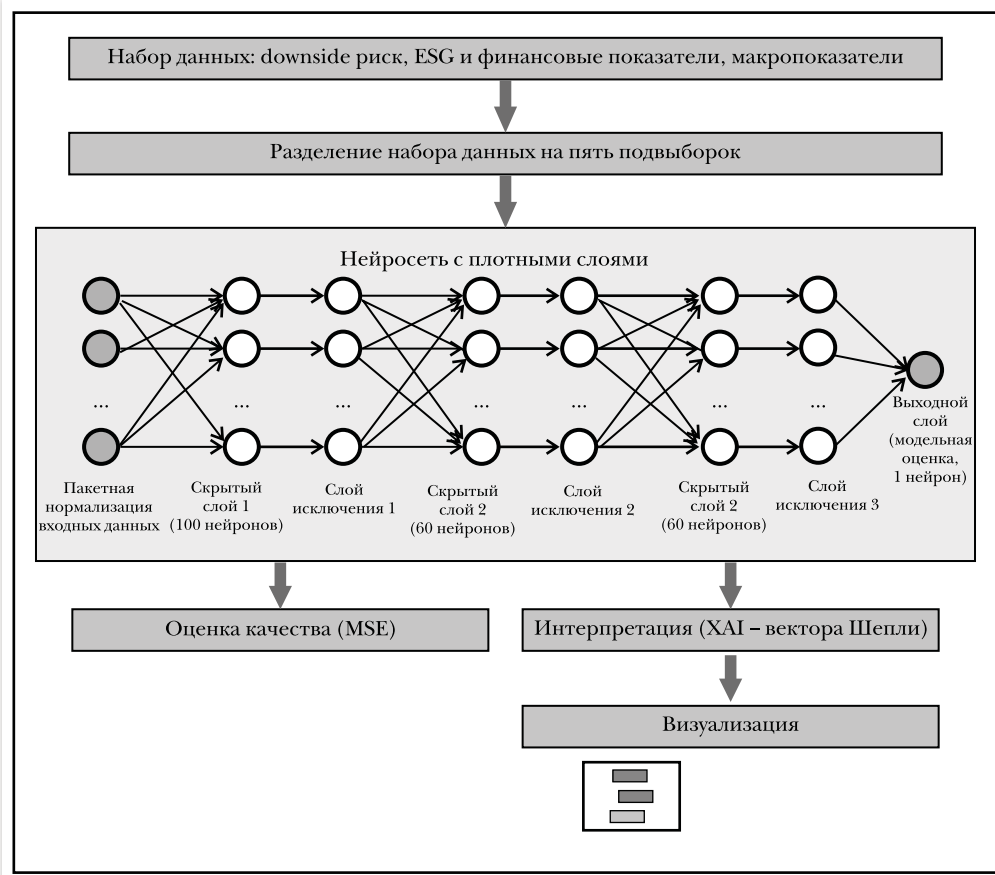 Набор данных: downside риск, ESG и финансовые показатели, макропоказатели
Разделение набора данных на пять подвыборок
Нейросеть с плотными слоями
... ... ... ... ... ... ...
Пакетная
нормализация
входных данных
Скрытый
слой 1
(100 нейронов)
Слой
исключения 1
Скрытый
слой 2
(60 нейронов)
Слой
исключения 2
Скрытый
слой 2
(60 нейронов)
Слой
исключения 3
Выходной
слой
(модельная
оценка,
1 нейрон)
Оценка качества (MSE)
Интерпретация (XAI – вектора Шепли)
Визуализация